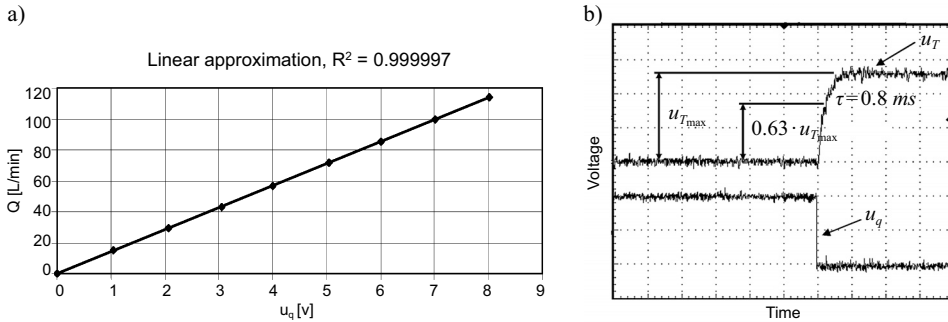 a)
Linear approximation, R² = 0.999997
Q [L/min]
120
100
80
60
40
20
0
0 1 2 3 4 5 6 7 8 9
u_q [v]
b)
u_T
τ = 0.8 ms
u_Tmax
0.63 · u_Tmax
Voltage
u_q
Time